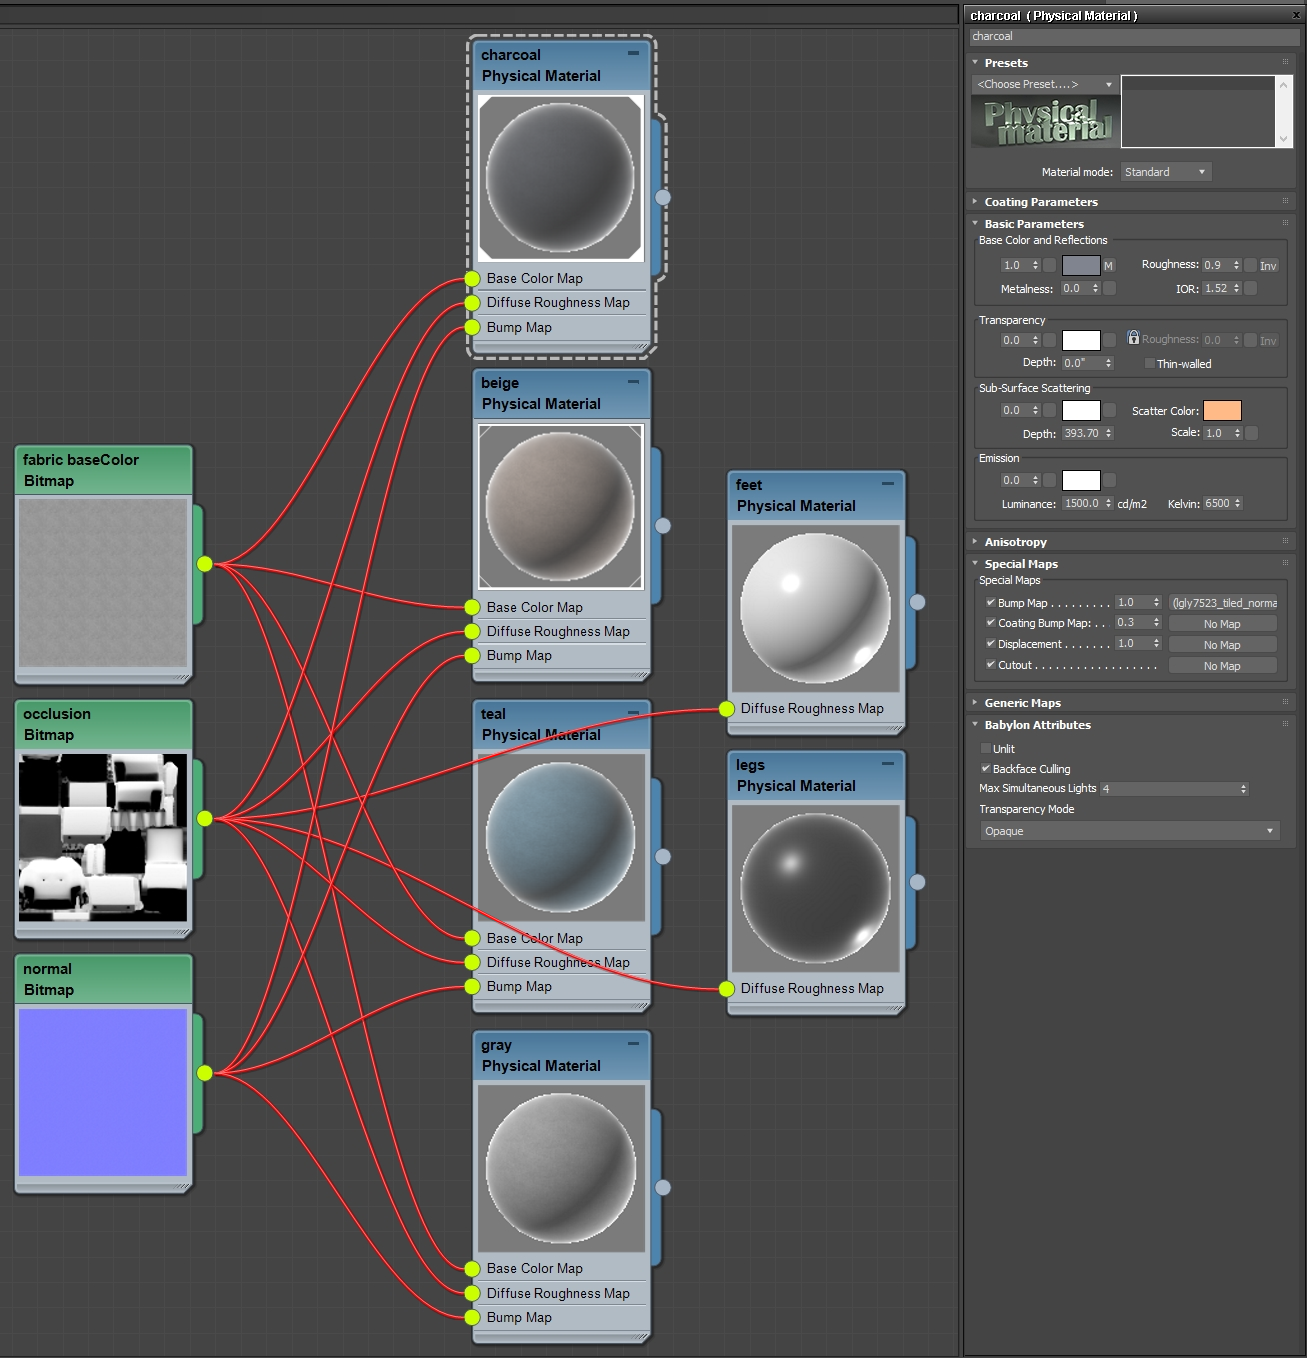 charcoal
Physical Material
Base Color Map
Diffuse Roughness Map
Bump Map
beige
Physical Material
Base Color Map
Diffuse Roughness Map
Bump Map
fabric baseColor
Bitmap
occlusion
Bitmap
normal
Bitmap
teal
Physical Material
Base Color Map
Diffuse Roughness Map
Bump Map
gray
Physical Material
Base Color Map
Diffuse Roughness Map
Bump Map
feet
Physical Material
Diffuse Roughness Map
legs
Physical Material
Diffuse Roughness Map
charcoal ( Physical Material )
x
charcoal
Presets
<Choose Preset....>
Physical
material
Material mode: Standard
Coating Parameters
Basic Parameters
Base Color and Reflections
1.0 M Roughness: 0.9 Inv
Metalness: 0.0 IOR: 1.52
Transparency
0.0 Roughness: 0.0 Inv
Depth: 0.0" Thin-walled
Sub-Surface Scattering
0.0 Scatter Color:
Depth: 393.70 Scale: 1.0
Emission
0.0
Luminance: 1500.0 cd/m2 Kelvin: 6500
Anisotropy
Special Maps
Special Maps
Bump Map . . . . . . . . . 1.0 (lgly7523_tiled_norma
Coating Bump Map: . . 0.3 No Map
Displacement . . . . . . . 1.0 No Map
Cutout . . . . . . . . . . . . . . . . . . No Map
Generic Maps
Babylon Attributes
Unlit
Backface Culling
Max Simultaneous Lights 4
Transparency Mode
Opaque